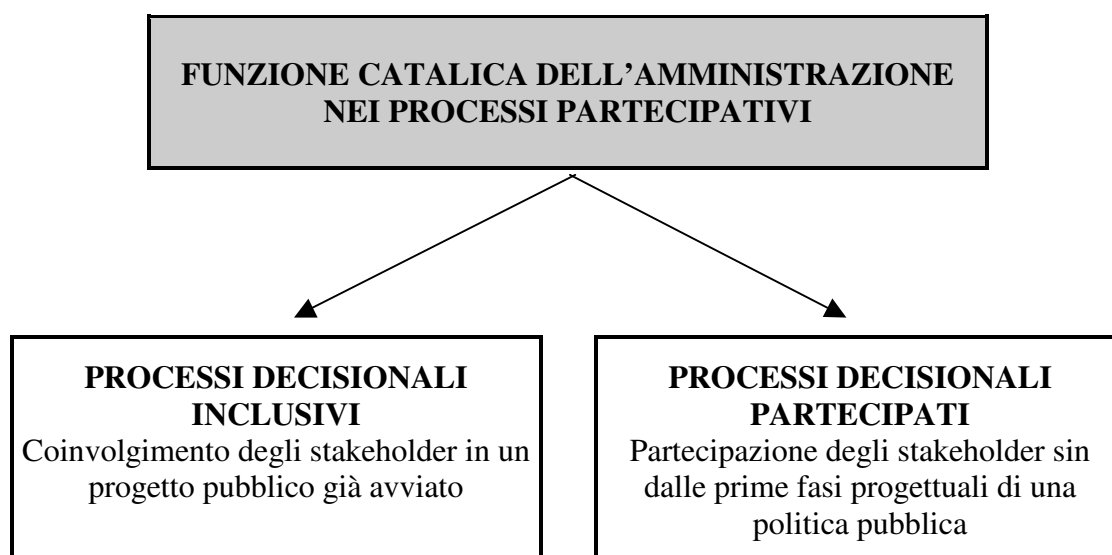 FUNZIONE CATALICA DELL’AMMINISTRAZIONE
NEI PROCESSI PARTECIPATIVI
PROCESSI DECISIONALI
INCLUSIVI
Coinvolgimento degli stakeholder in un
progetto pubblico già avviato
PROCESSI DECISIONALI
PARTECIPATI
Partecipazione degli stakeholder sin
dalle prime fasi progettuali di una
politica pubblica